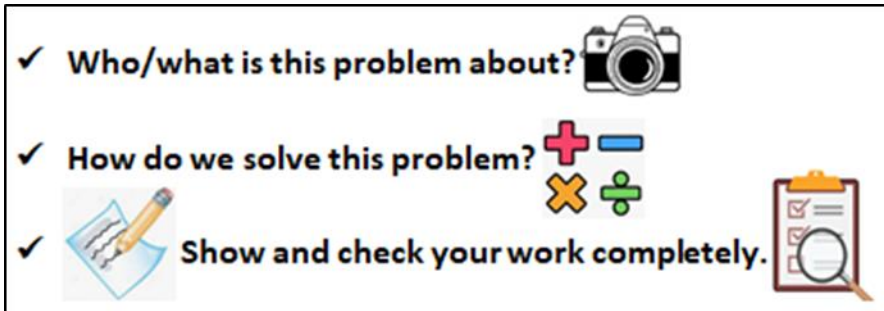 ✓ Who/what is this problem about?
✓ How do we solve this problem?
✓ Show and check your work completely.